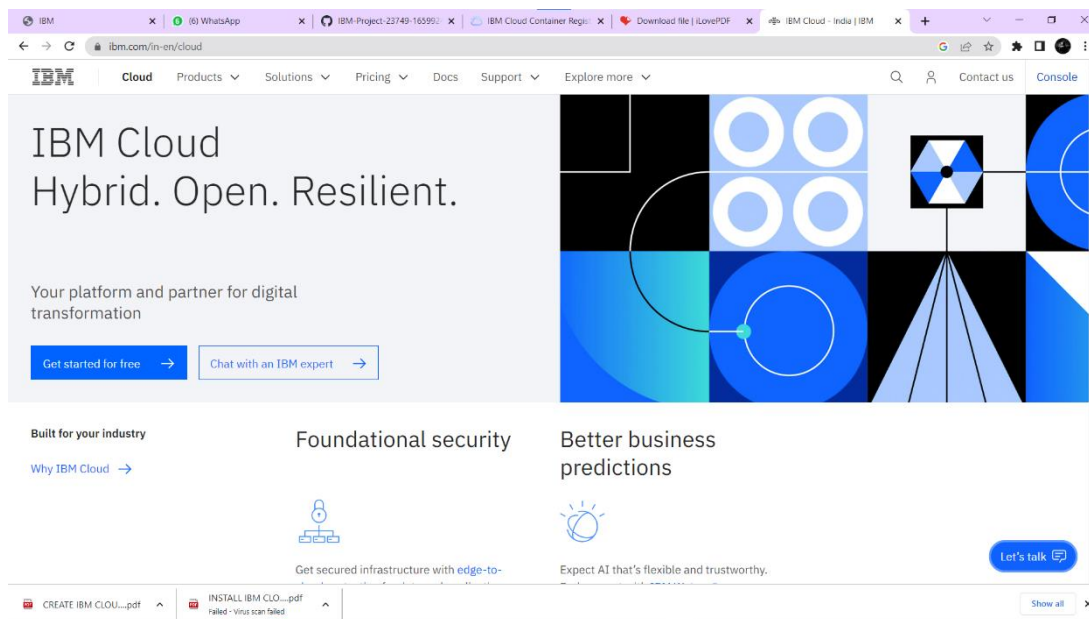 IBM
(6) WhatsApp
IBM-Project-23749-165992
IBM Cloud Container Regis
Download file | iLovePDF
IBM Cloud - India | IBM
ibm.com/in-en/cloud
IBM Cloud Products Solutions Pricing Docs Support Explore more Contact us Console
IBM Cloud
Hybrid. Open. Resilient.
Your platform and partner for digital
transformation
Get started for free
Chat with an IBM expert
Built for your industry
Why IBM Cloud
Foundational security
Get secured infrastructure with edge-to-
Better business
predictions
Expect AI that's flexible and trustworthy.
Let's talk
CREATE IBM CLOU....pdf
INSTALL IBM CLO....pdf
Failed - Virus scan failed
Show all